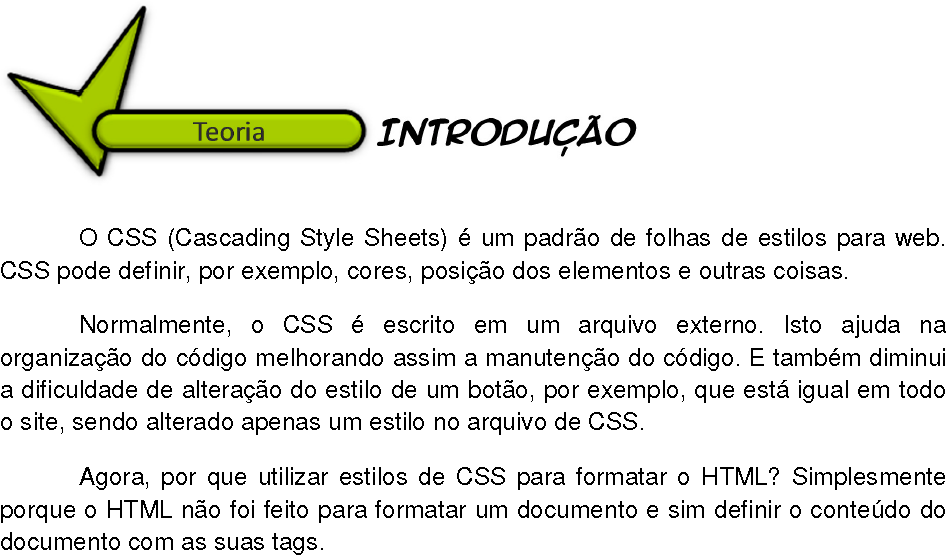 Teoria INTRODUÇÃO
O CSS (Cascading Style Sheets) é um padrão de folhas de estilos para web.
CSS pode definir, por exemplo, cores, posição dos elementos e outras coisas.
Normalmente, o CSS é escrito em um arquivo externo. Isto ajuda na
organização do código melhorando assim a manutenção do código. E também diminui
a dificuldade de alteração do estilo de um botão, por exemplo, que está igual em todo
o site, sendo alterado apenas um estilo no arquivo de CSS.
Agora, por que utilizar estilos de CSS para formatar o HTML? Simplesmente
porque o HTML não foi feito para formatar um documento e sim definir o conteúdo do
documento com as suas tags.